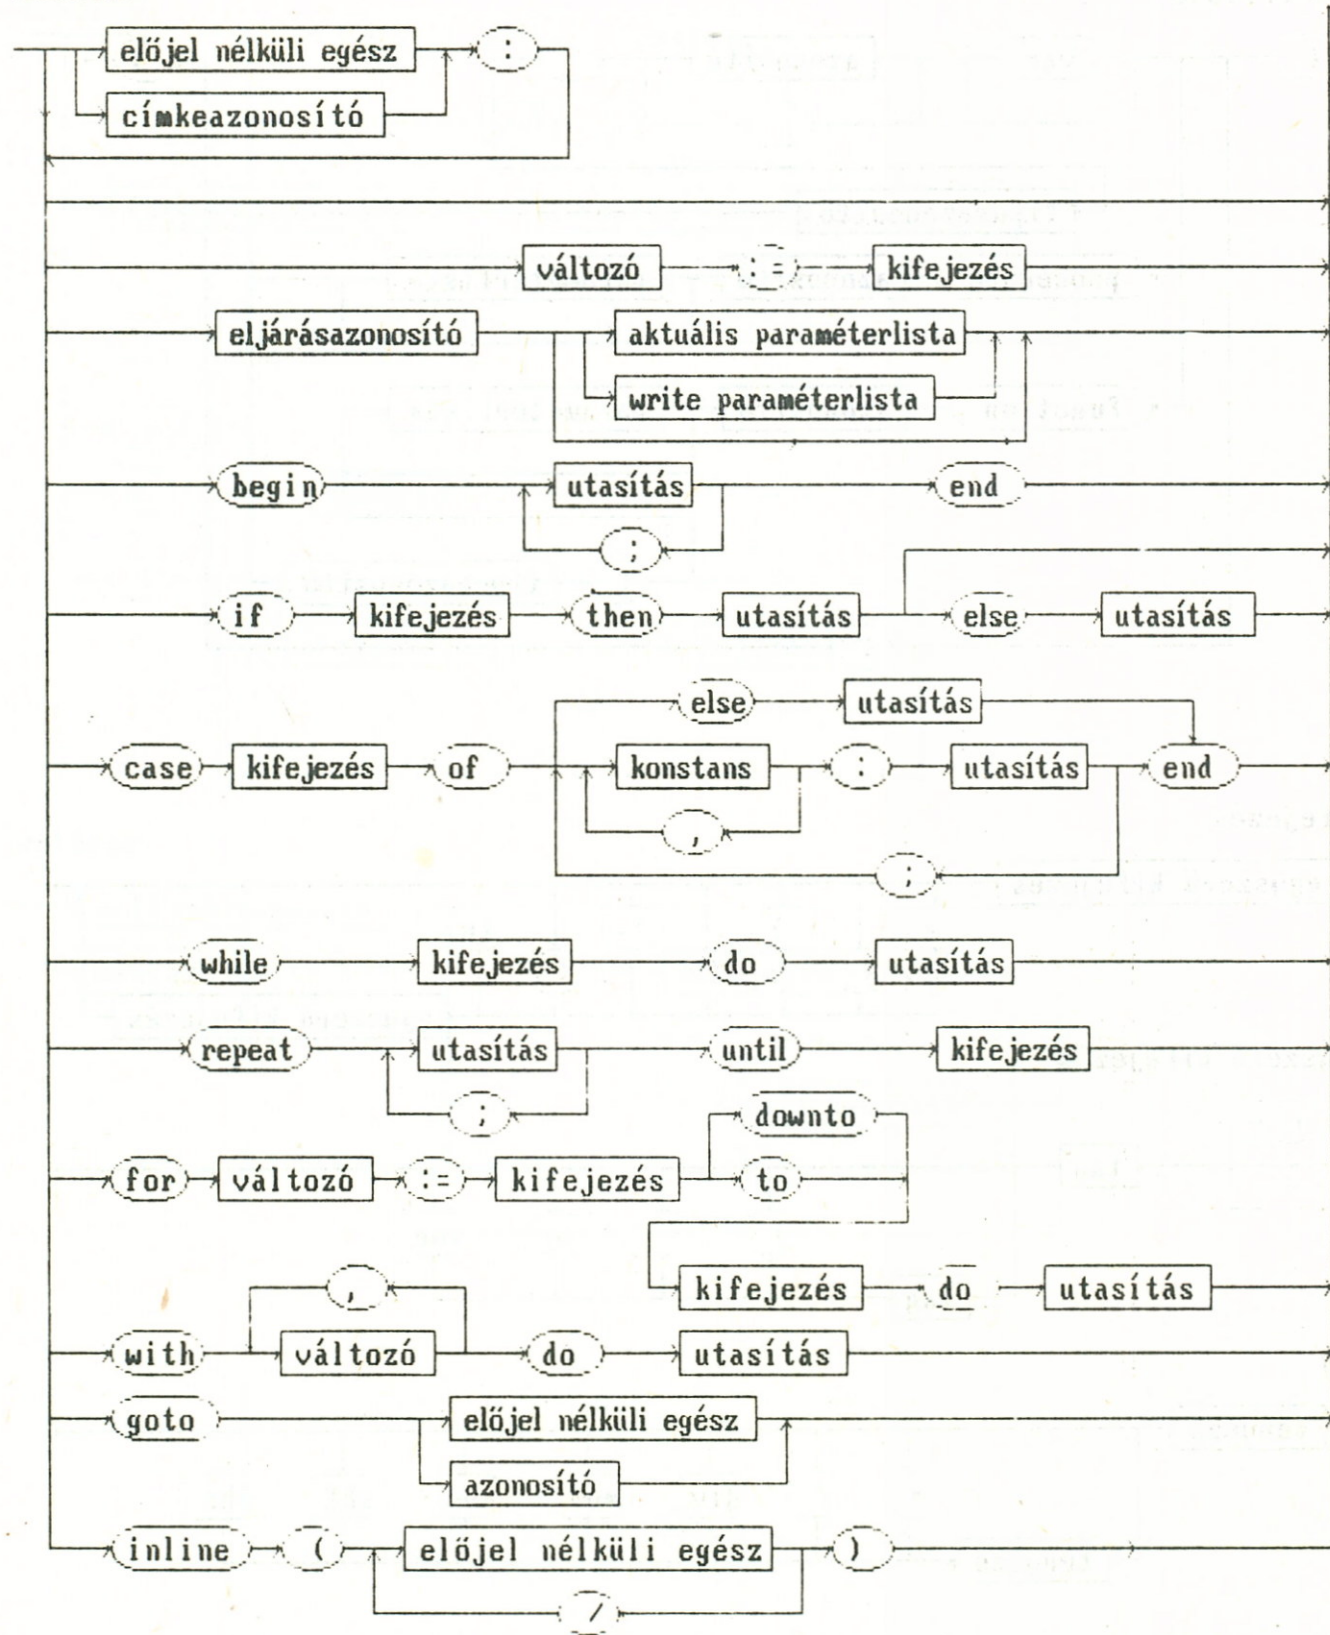 előjel nélküli egész :
címkeazonosító
változó := kifejezés
eljárásazonosító aktuális paraméterlista
write paraméterlista
begin utasítás end
;
if kifejezés then utasítás else utasítás
else utasítás
case kifejezés of konstans : utasítás end
,
;
while kifejezés do utasítás
repeat utasítás until kifejezés
;
downto
for változó := kifejezés to
, kifejezés do utasítás
with változó do utasítás
goto előjel nélküli egész
azonosító
inline ( előjel nélküli egész )
/